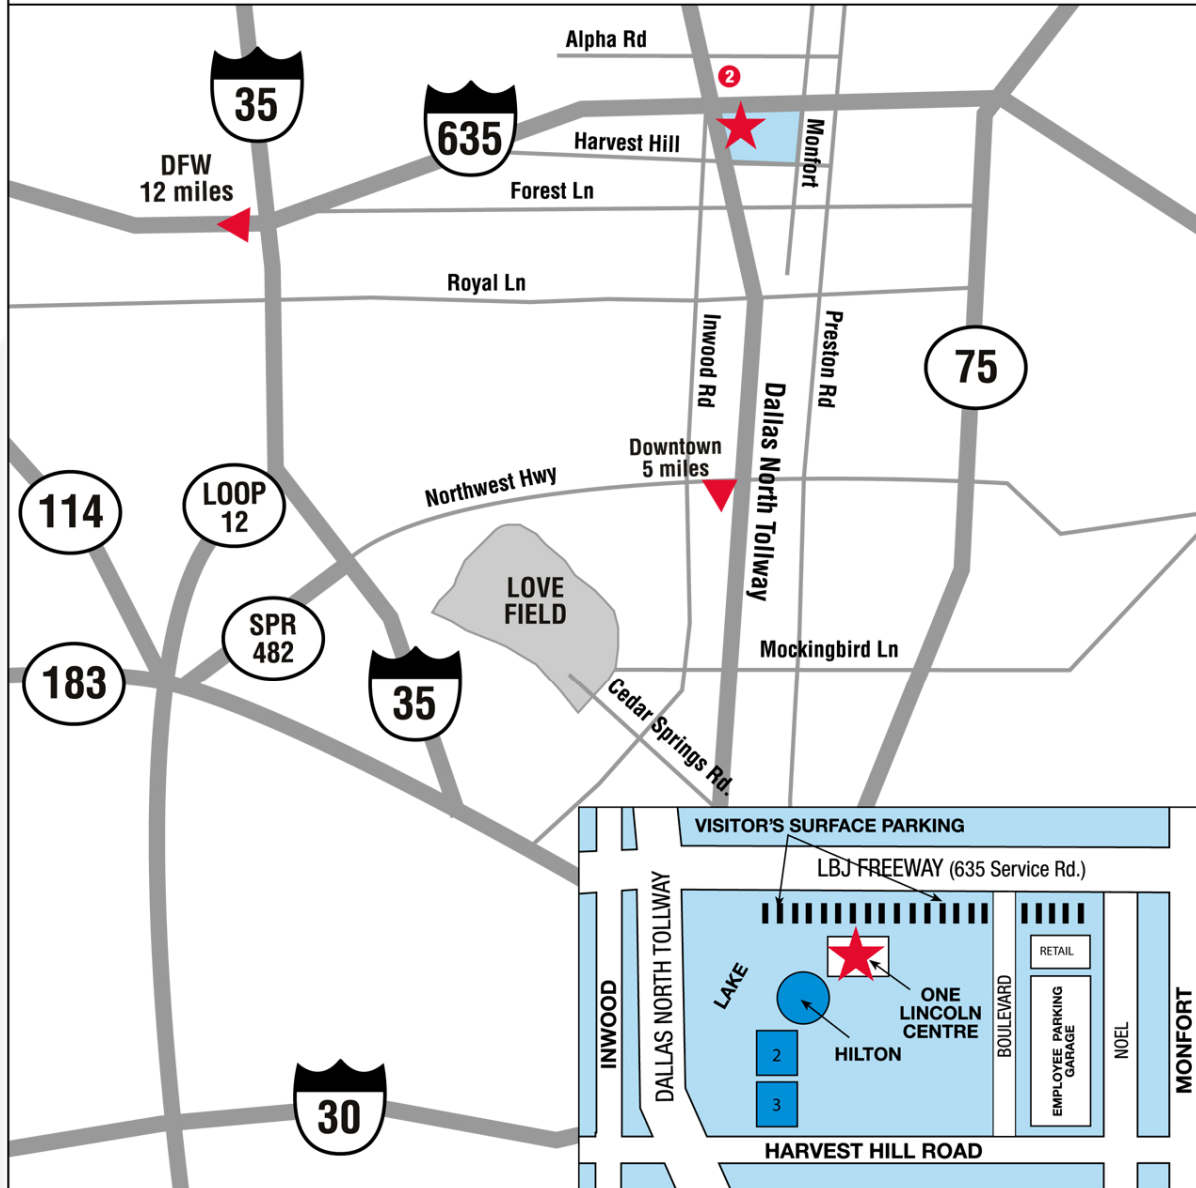 Alpha Rd
35
2
635
Harvest Hill
Monfort
DFW
12 miles
Forest Ln
Royal Ln
Inwood Rd
Preston Rd
75
Dallas North Tollway
Downtown
5 miles
Northwest Hwy
114
LOOP
12
LOVE
FIELD
SPR
482
Mockingbird Ln
183
35
Cedar Springs Rd.
30
VISITOR'S SURFACE PARKING
LBJ FREEWAY (635 Service Rd.)
INWOOD
DALLAS NORTH TOLLWAY
LAKE
RETAIL
ONE
LINCOLN
CENTRE
HILTON
2
3
BOULEVARD
EMPLOYEE PARKING
GARAGE
NOEL
MONFORT
HARVEST HILL ROAD